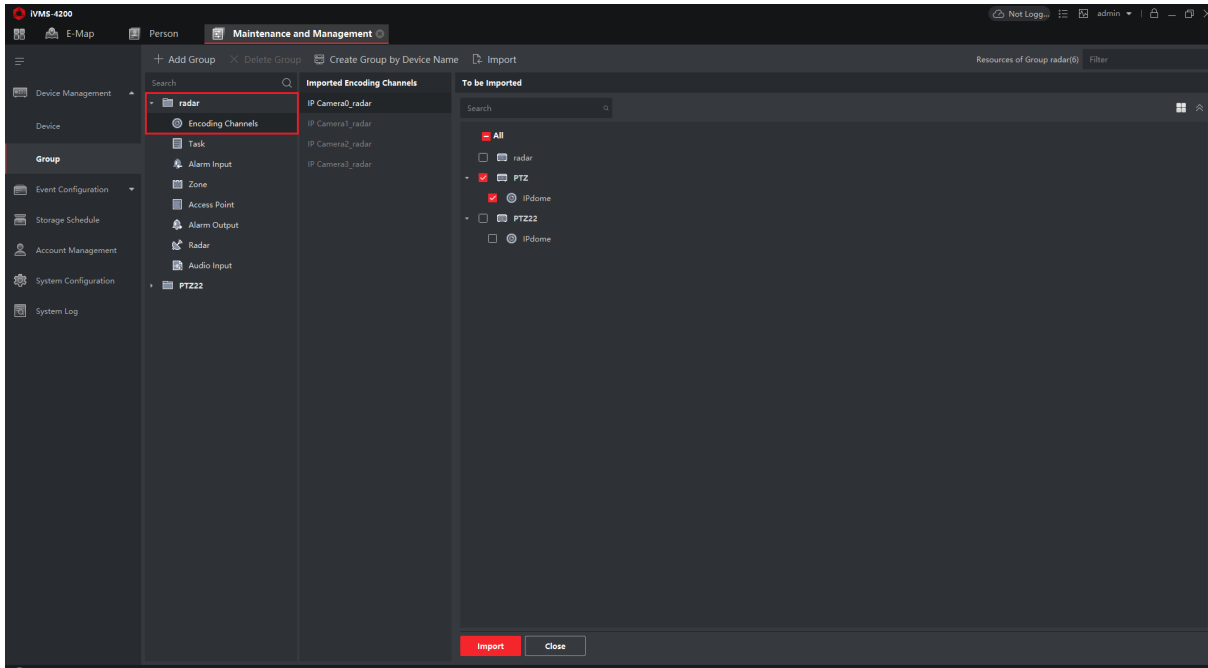 iVMS-4200
Not Logg... admin
E-Map Person Maintenance and Management
Add Group Delete Group Create Group by Device Name Import Resources of Group radar(6) Filter
Search Imported Encoding Channels To be Imported
Device Management
radar IP Camera0_radar Search
Device Encoding Channels IP Camera1_radar
All
Task IP Camera2_radar
Group radar
Alarm Input IP Camera3_radar
PTZ
Event Configuration Zone
IPdome
Access Point
Storage Schedule PTZ22
Alarm Output
IPdome
Account Management Radar
Audio Input
System Configuration
PTZ22
System Log
Import Close